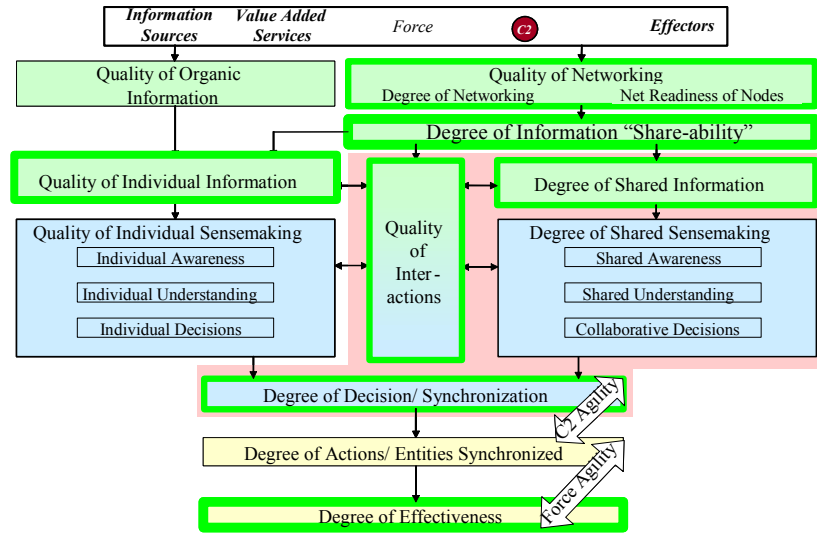 Information Sources
Value Added Services
Force
C2
Effectors
Quality of Organic
Information
Quality of Networking
Degree of Networking
Net Readiness of Nodes
Degree of Information “Share-ability”
Quality of Individual Information
Degree of Shared Information
Quality of Individual Sensemaking
Individual Awareness
Individual Understanding
Individual Decisions
Quality
of
Inter-
actions
Degree of Shared Sensemaking
Shared Awareness
Shared Understanding
Collaborative Decisions
Degree of Decision/ Synchronization
C2 Agility
Degree of Actions/ Entities Synchronized
Force Agility
Degree of Effectiveness